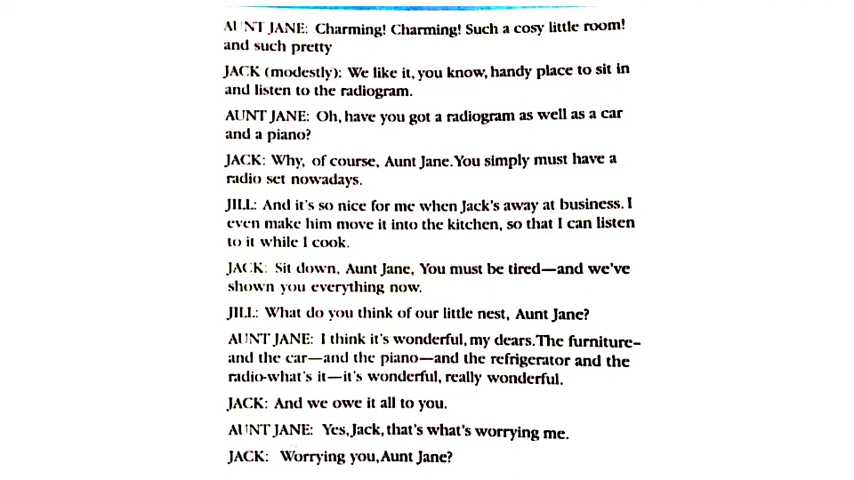 AUNT JANE: Charming! Charming! Such a cosy little room!
and such pretty
JACK (modestly): We like it, you know, handy place to sit in
and listen to the radiogram.
AUNT JANE: Oh, have you got a radiogram as well as a car
and a piano?
JACK: Why, of course, Aunt Jane. You simply must have a
radio set nowadays.
JILL: And it's so nice for me when Jack's away at business. I
even make him move it into the kitchen, so that I can listen
to it while I cook.
JACK: Sit down, Aunt Jane, You must be tired—and we've
shown you everything now.
JILL: What do you think of our little nest, Aunt Jane?
AUNT JANE: I think it's wonderful, my dears. The furniture–
and the car—and the piano—and the refrigerator and the
radio-what's it—it's wonderful, really wonderful.
JACK: And we owe it all to you.
AUNT JANE: Yes, Jack, that's what's worrying me.
JACK: Worrying you, Aunt Jane?